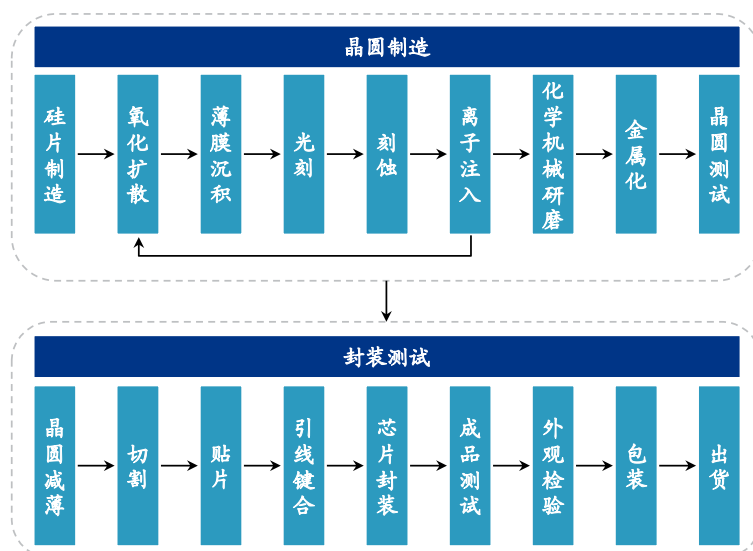 晶圆制造
硅片制造
氧化扩散
薄膜沉积
光刻
刻蚀
离子注入
化学机械研磨
金属化
晶圆测试
封装测试
晶圆减薄
切割
贴片
引线键合
芯片封装
成品测试
外观检验
包装
出货